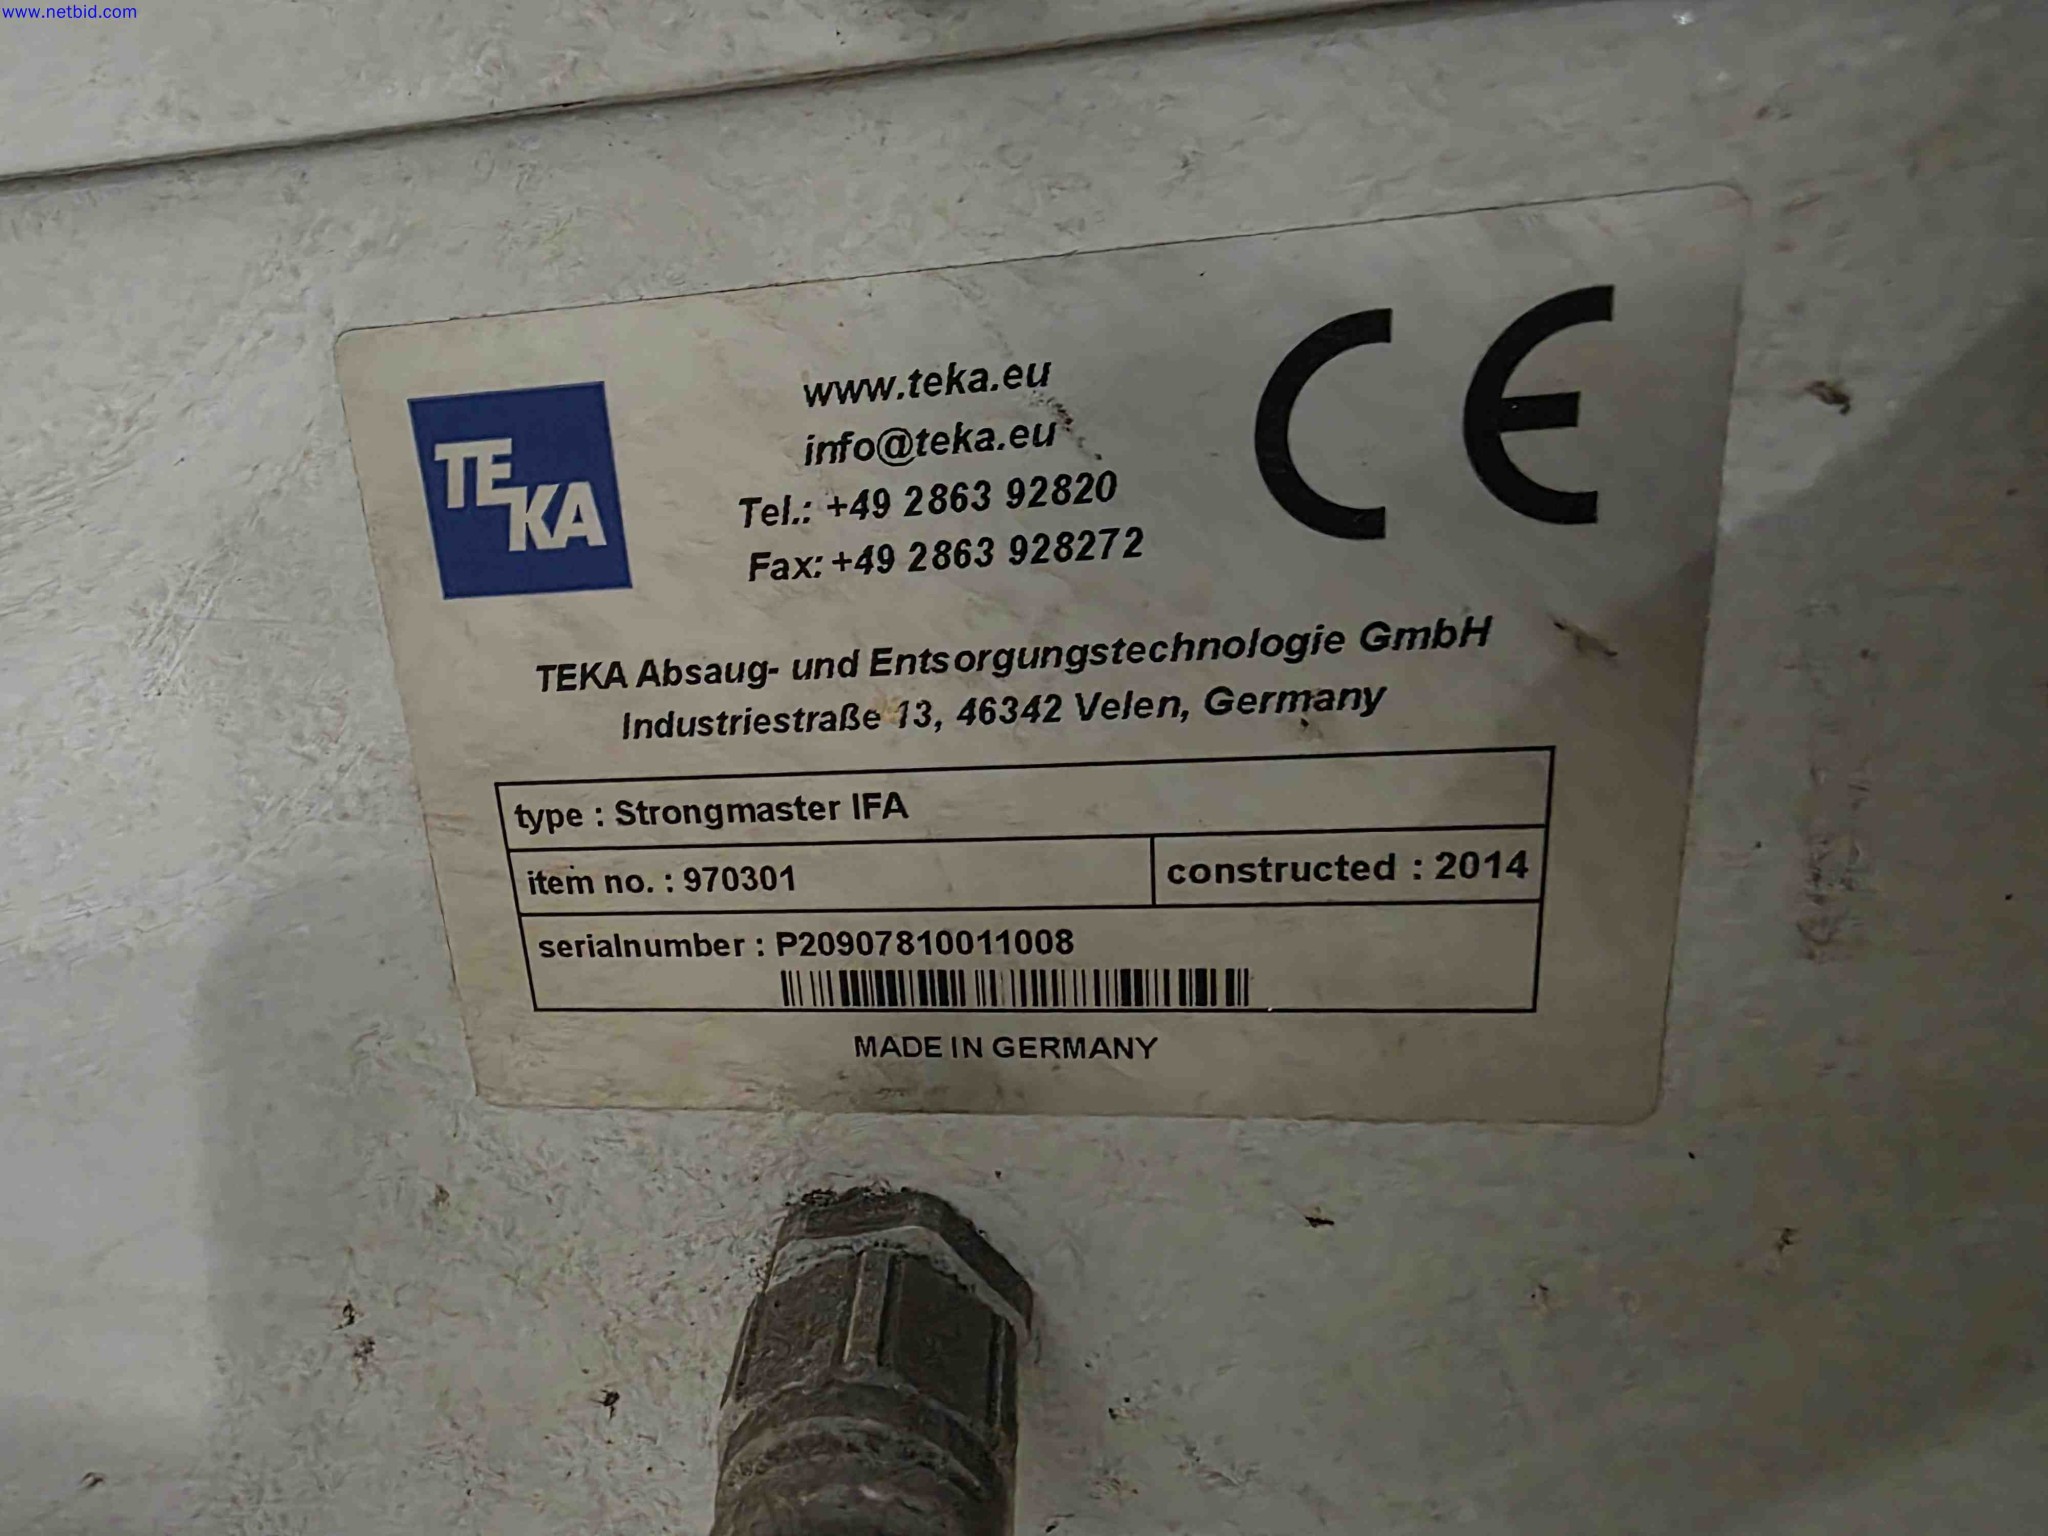 www.netbid.com
TEKA
www.teka.eu
info@teka.eu
Tel.: +49 2863 92820
Fax: +49 2863 928272
CE
TEKA Absaug- und Entsorgungstechnologie GmbH
Industriestraße 13, 46342 Velen, Germany
type : Strongmaster IFA
item no. : 970301
constructed : 2014
serialnumber : P20907810011008
MADE IN GERMANY